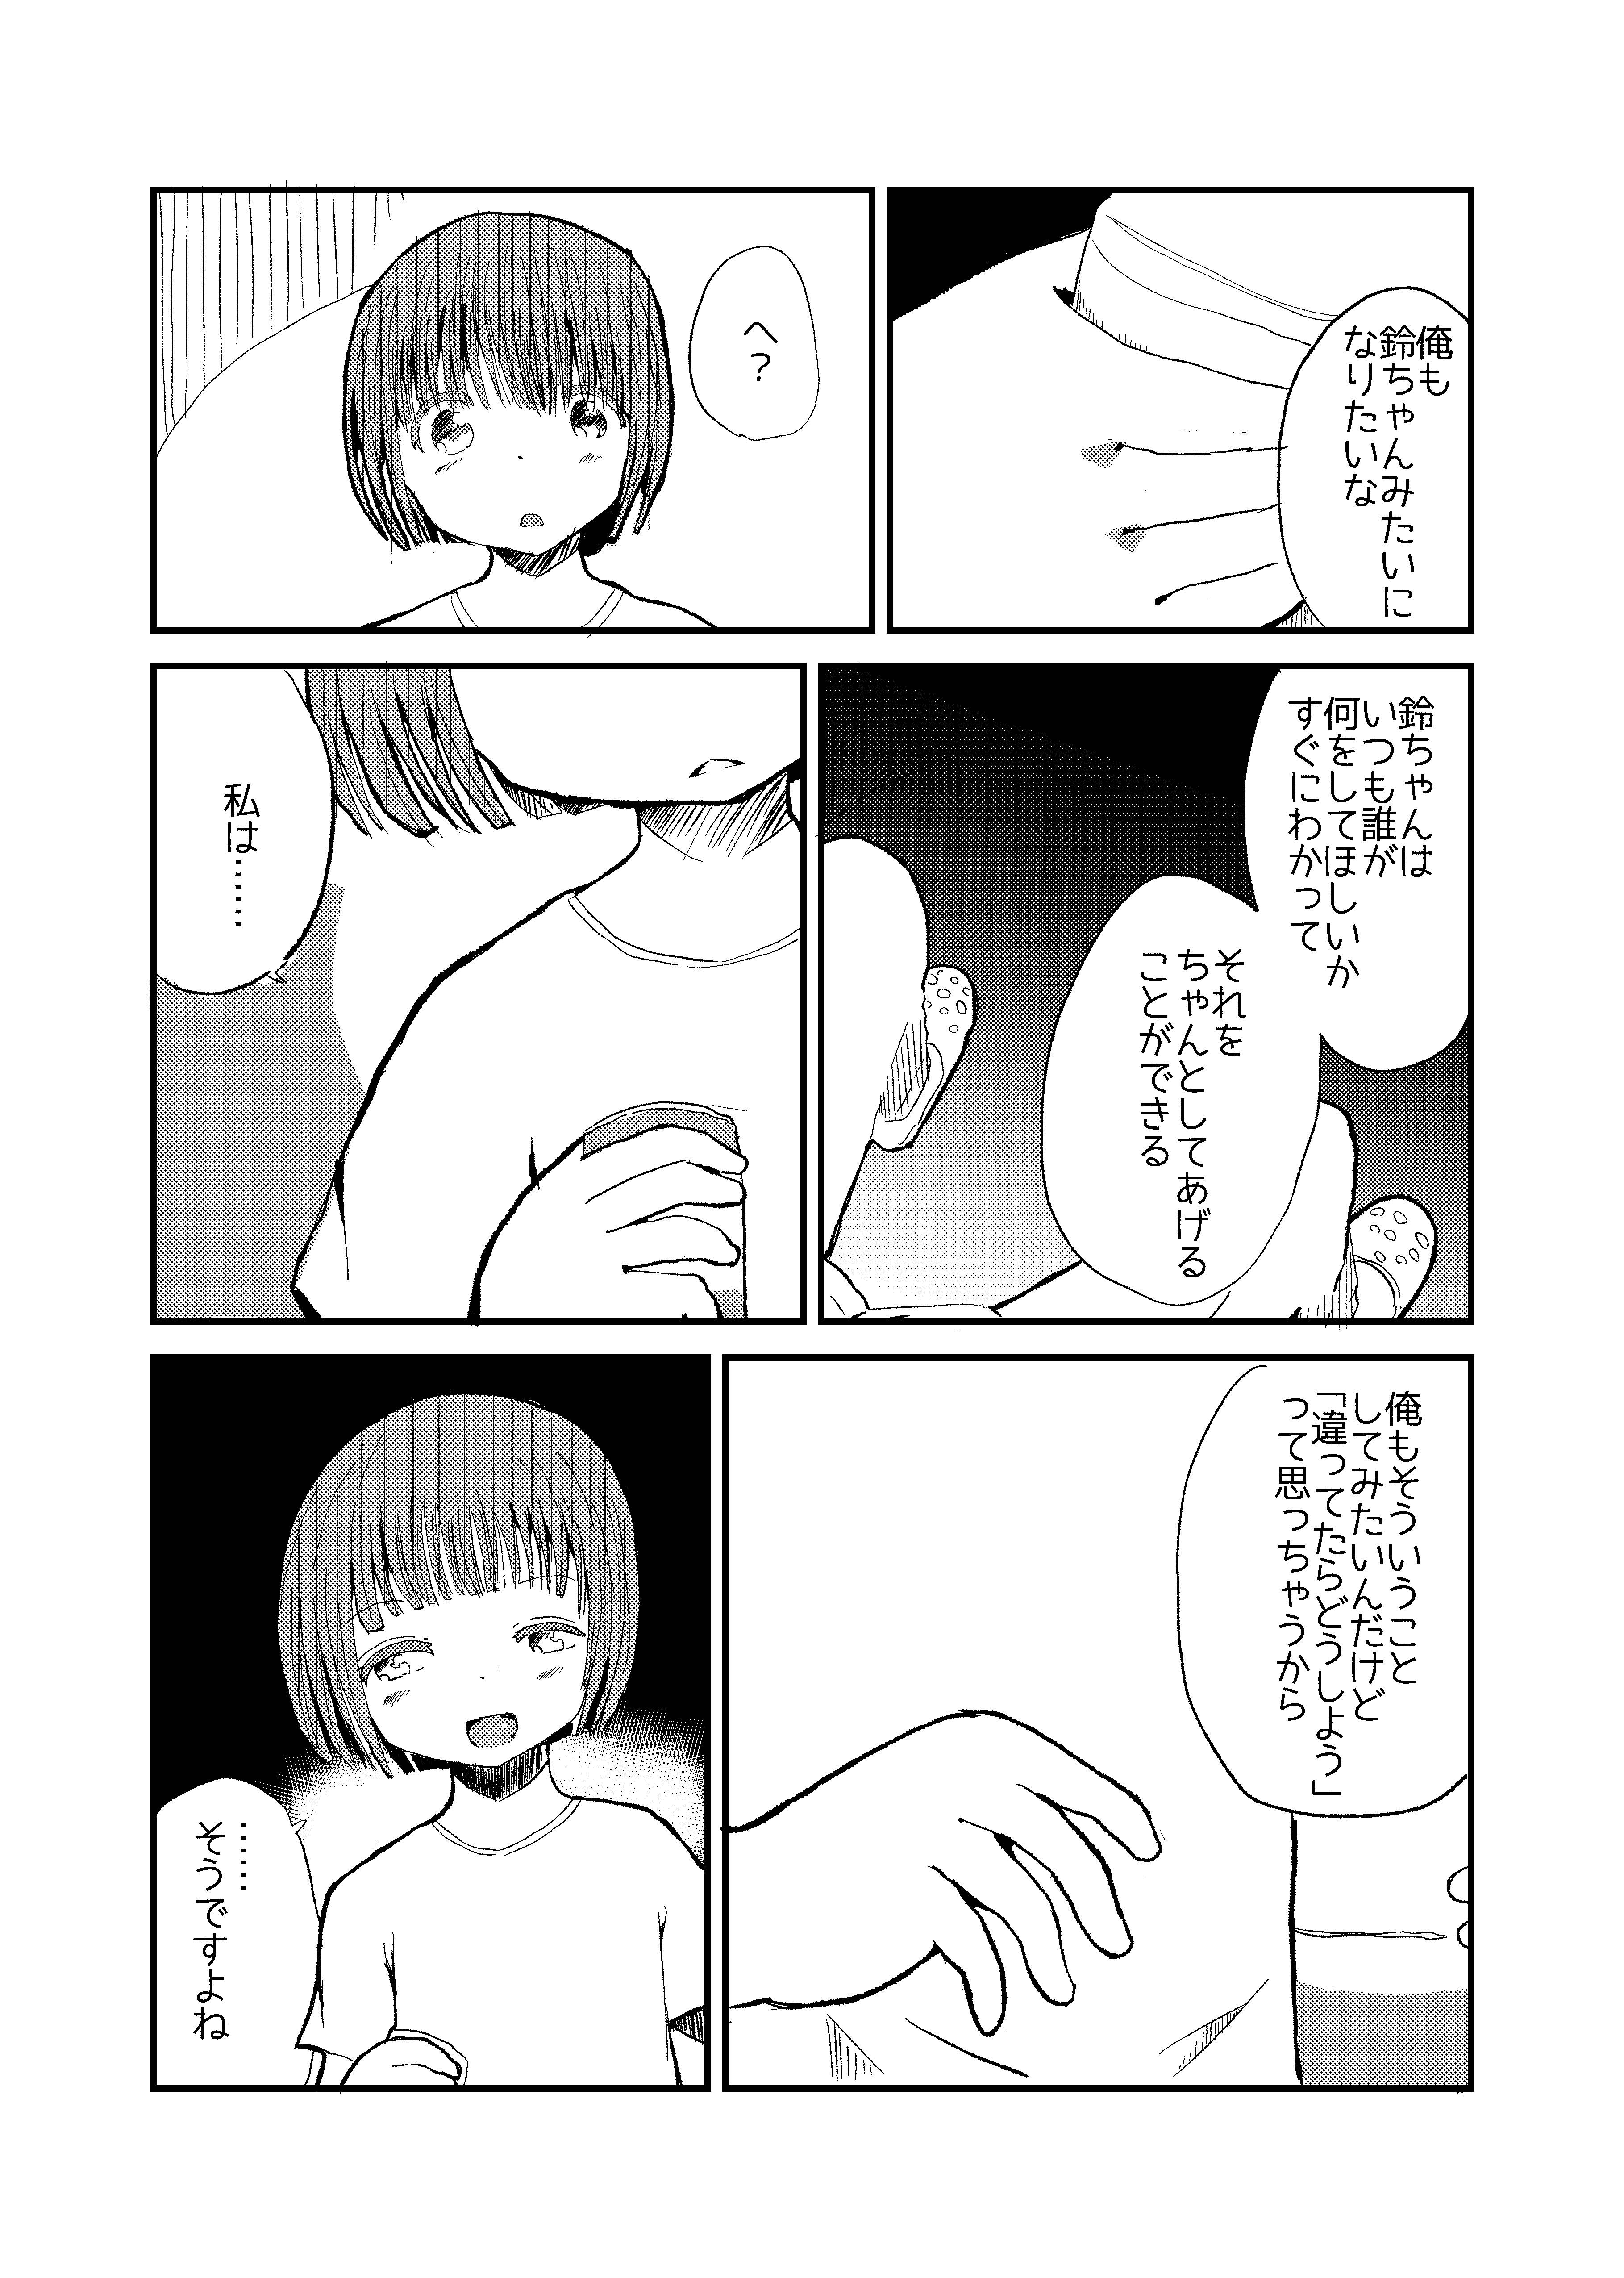 俺も
鈴ちゃんみたいに
なりたいな
へ?
鈴ちゃんは
いつも誰が
何をしてほしいか
すぐにわかって
それを
ちゃんとしてあげる
ことができる
私は……
俺もそういうこと
してみたいんだけど
「違ってたらどうしよう」
って思っちゃうから
……
そうですよね